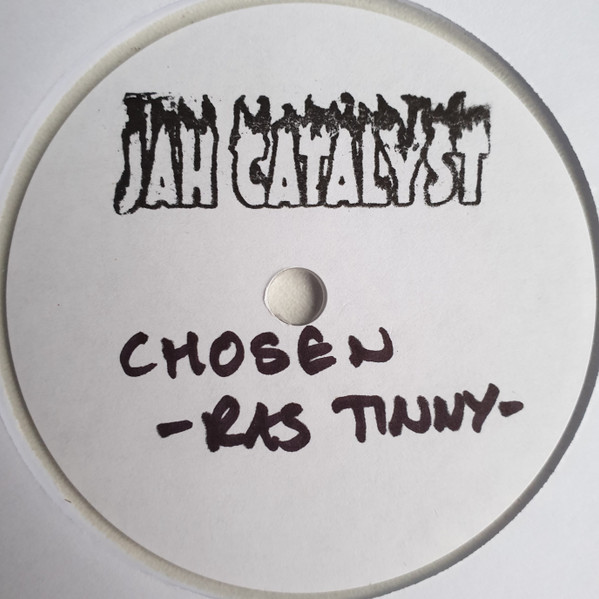 JAH CATALYST
CHOSEN
-RAS TINNY-